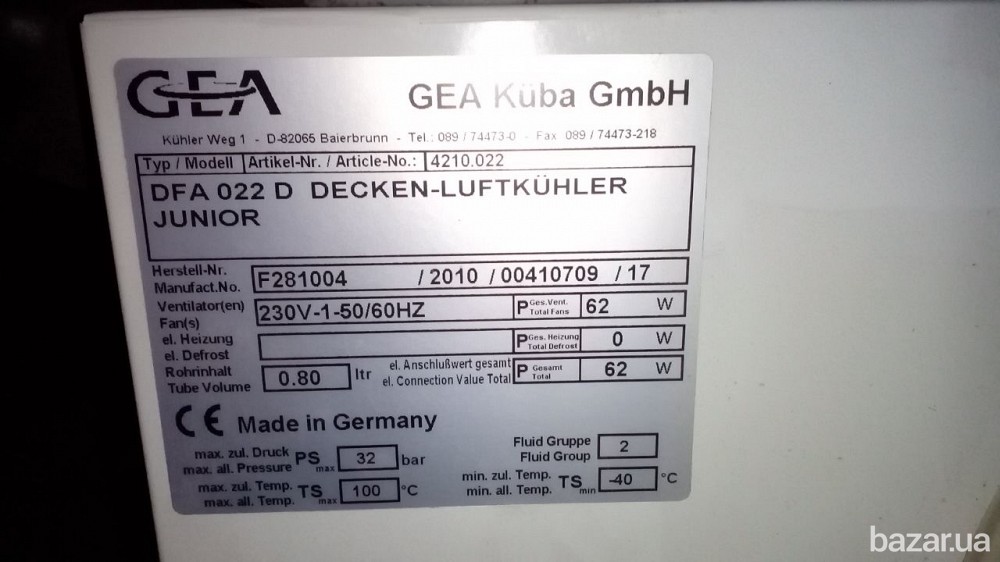 GEA GEA Küba GmbH
Kühler Weg 1 - D-82065 Baierbrunn - Tel.: 089 / 74473-0 - Fax 089 / 74473-218
Typ / Modell Artikel-Nr. / Article-No.: 4210.022
DFA 022 D DECKEN-LUFTKÜHLER
JUNIOR
Herstell-Nr.
Manufact.No. F281004 / 2010 / 00410709 / 17
Ventilator(en)
Fan(s) 230V-1-50/60HZ P Ges.Vent. Total Fans 62 W
el. Heizung
el. Defrost P Ges. Heizung Total Defrost 0 W
Rohrinhalt
Tube Volume 0.80 ltr
el. Anschlußwert gesamt
el. Connection Value Total P Gesamt Total 62 W
CE Made in Germany
max. zul. Druck
max. all. Pressure PS max 32 bar
Fluid Gruppe
Fluid Group 2
max. zul. Temp.
max. all. Temp. TS max 100 °C
min. zul. Temp.
min. all. Temp. TS min -40 °C
bazar.ua